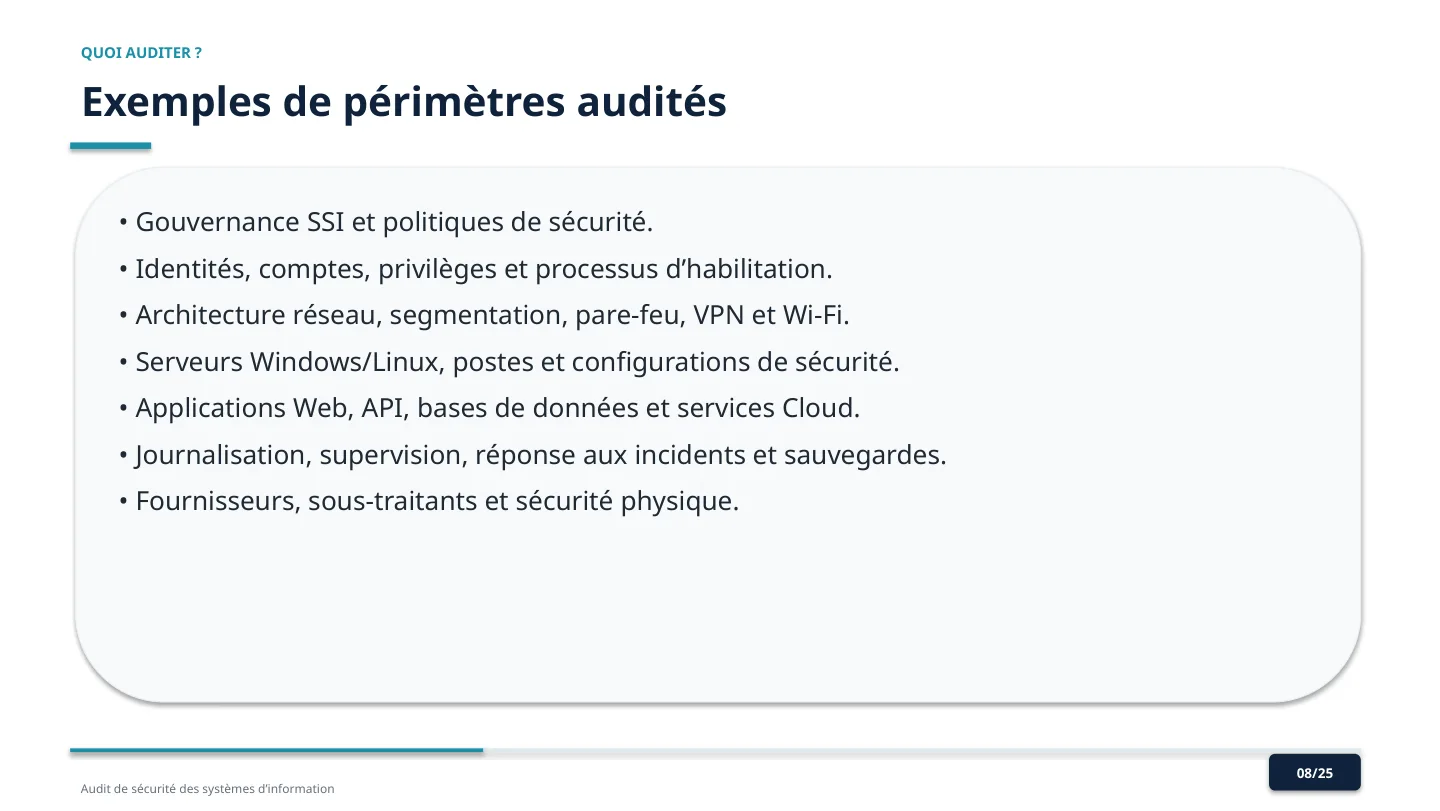 QUOI AUDITER ?
Exemples de périmètres audités
• Gouvernance SSI et politiques de sécurité.
• Identités, comptes, privilèges et processus d’habilitation.
• Architecture réseau, segmentation, pare-feu, VPN et Wi-Fi.
• Serveurs Windows/Linux, postes et configurations de sécurité.
• Applications Web, API, bases de données et services Cloud.
• Journalisation, supervision, réponse aux incidents et sauvegardes.
• Fournisseurs, sous-traitants et sécurité physique.
08/25
Audit de sécurité des systèmes d’information